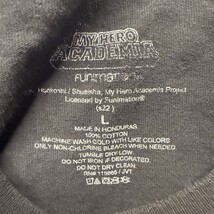 MY HERO
ACADEMIA
FUNIMATION®
© K. Horikoshi / Shueisha, My Hero Academia Project
Licensed by Funimation®
(s22)
L
MADE IN HONDURAS
100% COTTON
MACHINE WASH COLD WITH LIKE COLORS
ONLY NON-CHLORINE BLEACH WHEN NEEDED
TUMBLE DRY LOW.
DO NOT IRON IF DECORATED.
DO NOT DRY CLEAN.